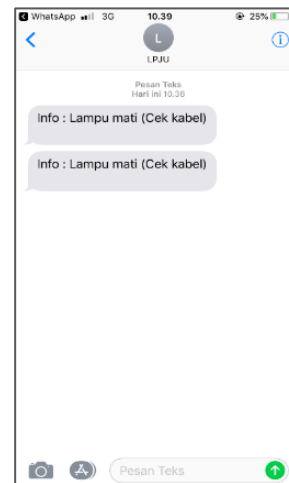 WhatsApp 3G 10.39 25%
L
LPJU
Pesan Teks
Hari ini 10.38
Info : Lampu mati (Cek kabel)
Info : Lampu mati (Cek kabel)
Pesan Teks